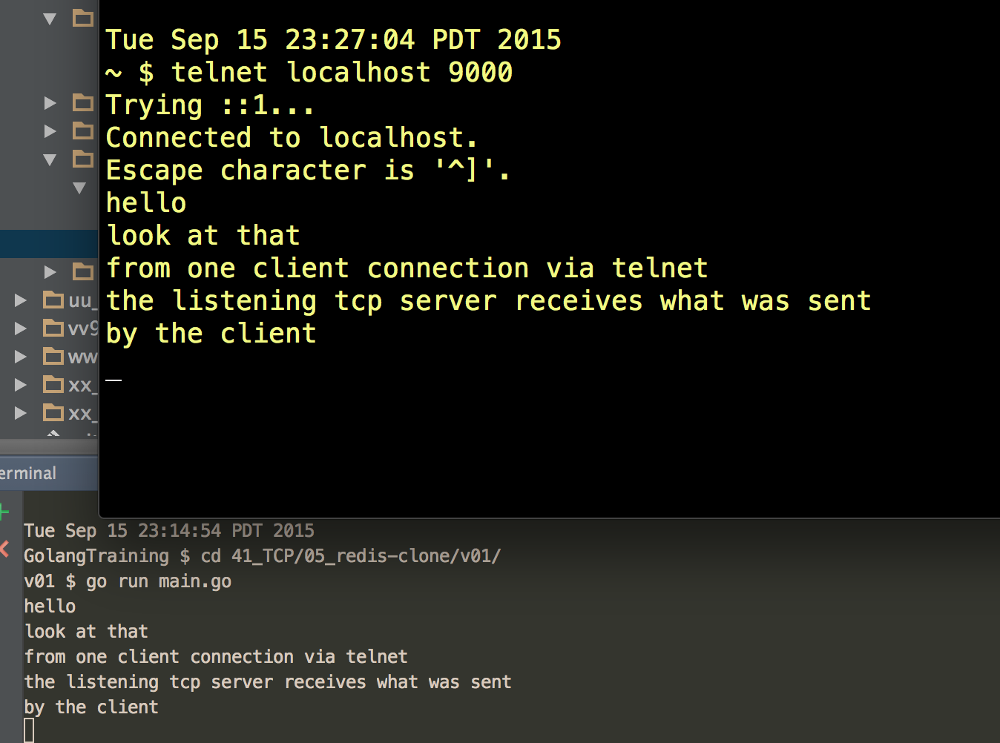 Tue Sep 15 23:27:04 PDT 2015
~ $ telnet localhost 9000
Trying ::1...
Connected to localhost.
Escape character is '^]'.
hello
look at that
from one client connection via telnet
the listening tcp server receives what was sent
by the client
uu_
vv9
ww
xx_
xx_
erminal
Tue Sep 15 23:14:54 PDT 2015
GolangTraining $ cd 41_TCP/05_redis-clone/v01/
v01 $ go run main.go
hello
look at that
from one client connection via telnet
the listening tcp server receives what was sent
by the client